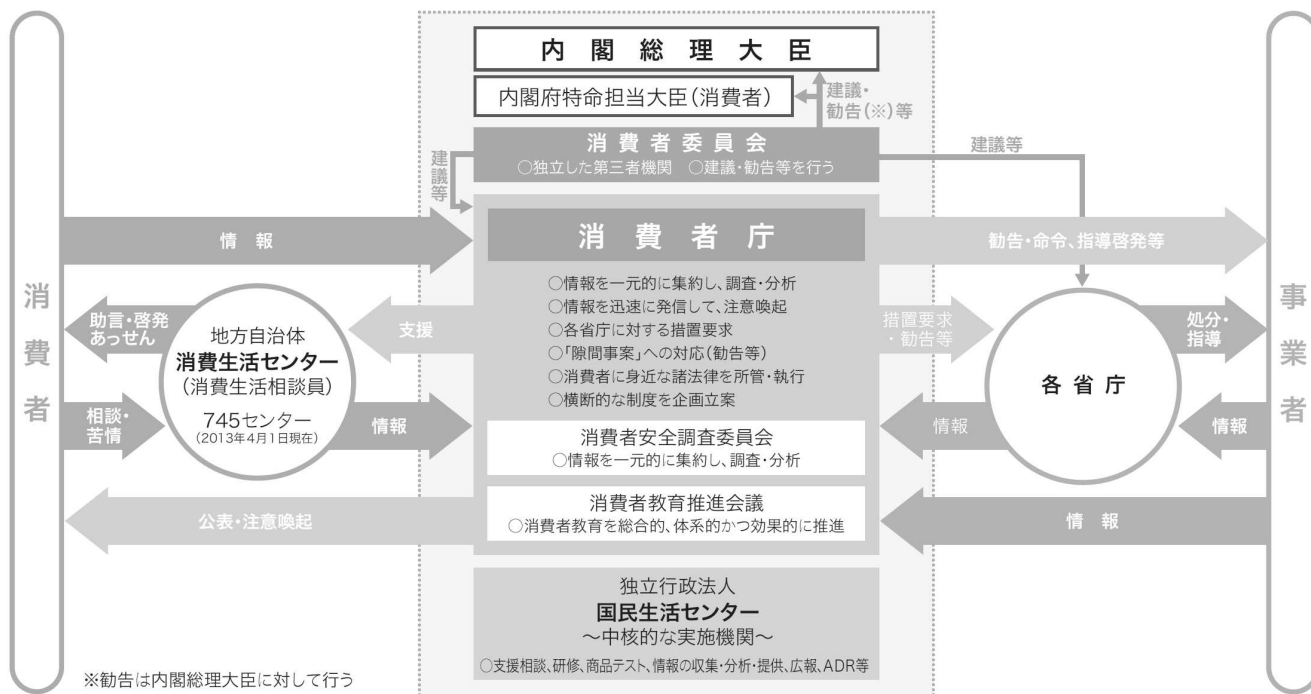 内閣総理大臣
内閣府特命担当大臣(消費者)
建議・
勧告(※)等
消費者委員会
○独立した第三者機関　○建議・勧告等を行う
建議等
建議等
消費者
情報
助言・啓発
あっせん
相談・
苦情
地方自治体
消費生活センター
(消費生活相談員)
745センター
(2013年4月1日現在)
支援
情報
公表・注意喚起
消費者庁
○情報を一元的に集約し、調査・分析
○情報を迅速に発信して、注意喚起
○各省庁に対する措置要求
○「隙間事案」への対応(勧告等)
○消費者に身近な諸法律を所管・執行
○横断的な制度を企画立案
消費者安全調査委員会
○情報を一元的に集約し、調査・分析
消費者教育推進会議
○消費者教育を総合的、体系的かつ効果的に推進
独立行政法人
国民生活センター
～中核的な実施機関～
○支援相談、研修、商品テスト、情報の収集・分析・提供、広報、ADR等
勧告・命令、指導啓発等
措置要求
・勧告等
情報
各省庁
処分・
指導
情報
情報
事業者
※勧告は内閣総理大臣に対して行う